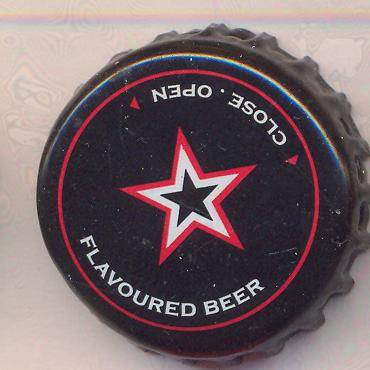 CLOSE . OPEN
FLAVOURED BEER